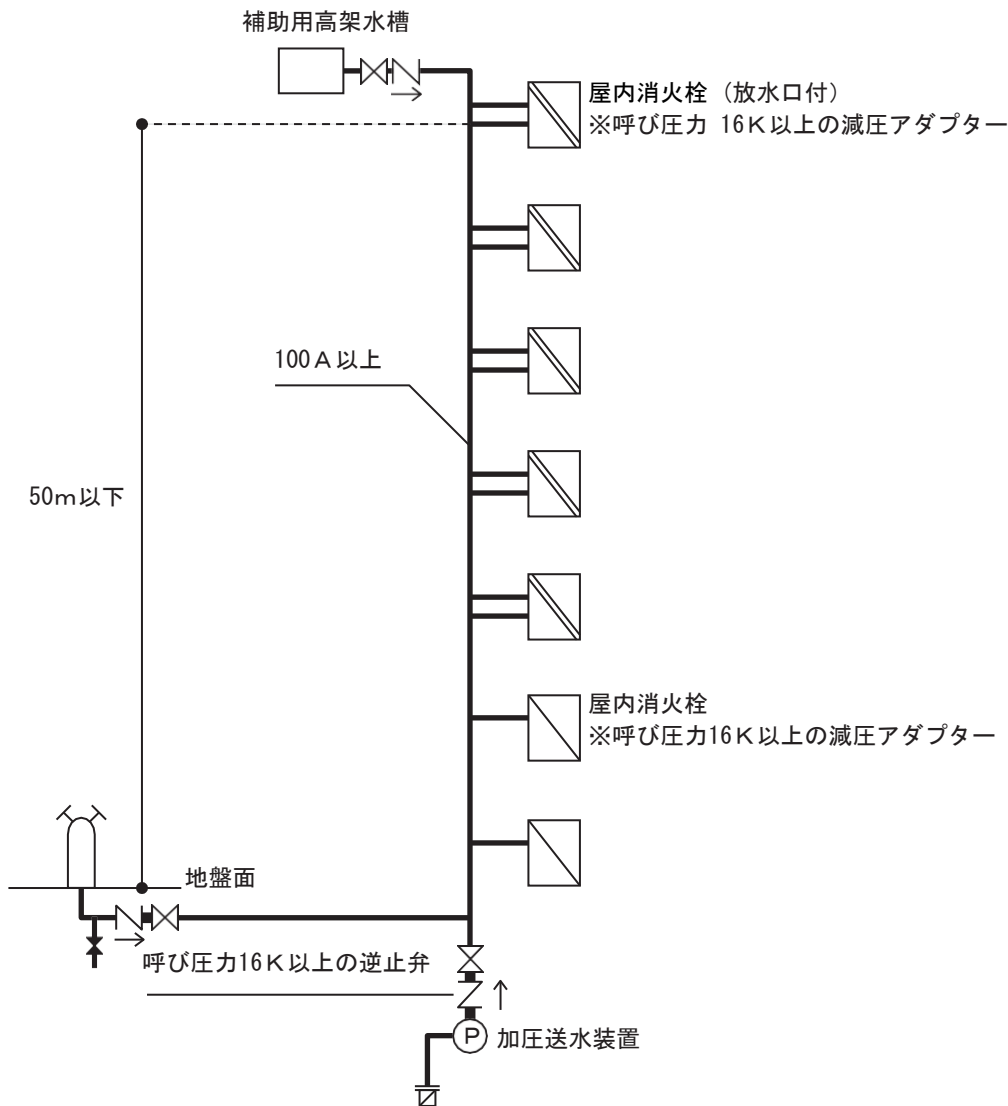 補助用高架水槽
屋内消火栓（放水口付）
※呼び圧力 16K以上の減圧アダプター
100A以上
50m以下
屋内消火栓
※呼び圧力16K以上の減圧アダプター
地盤面
呼び圧力16K以上の逆止弁
P
加圧送水装置